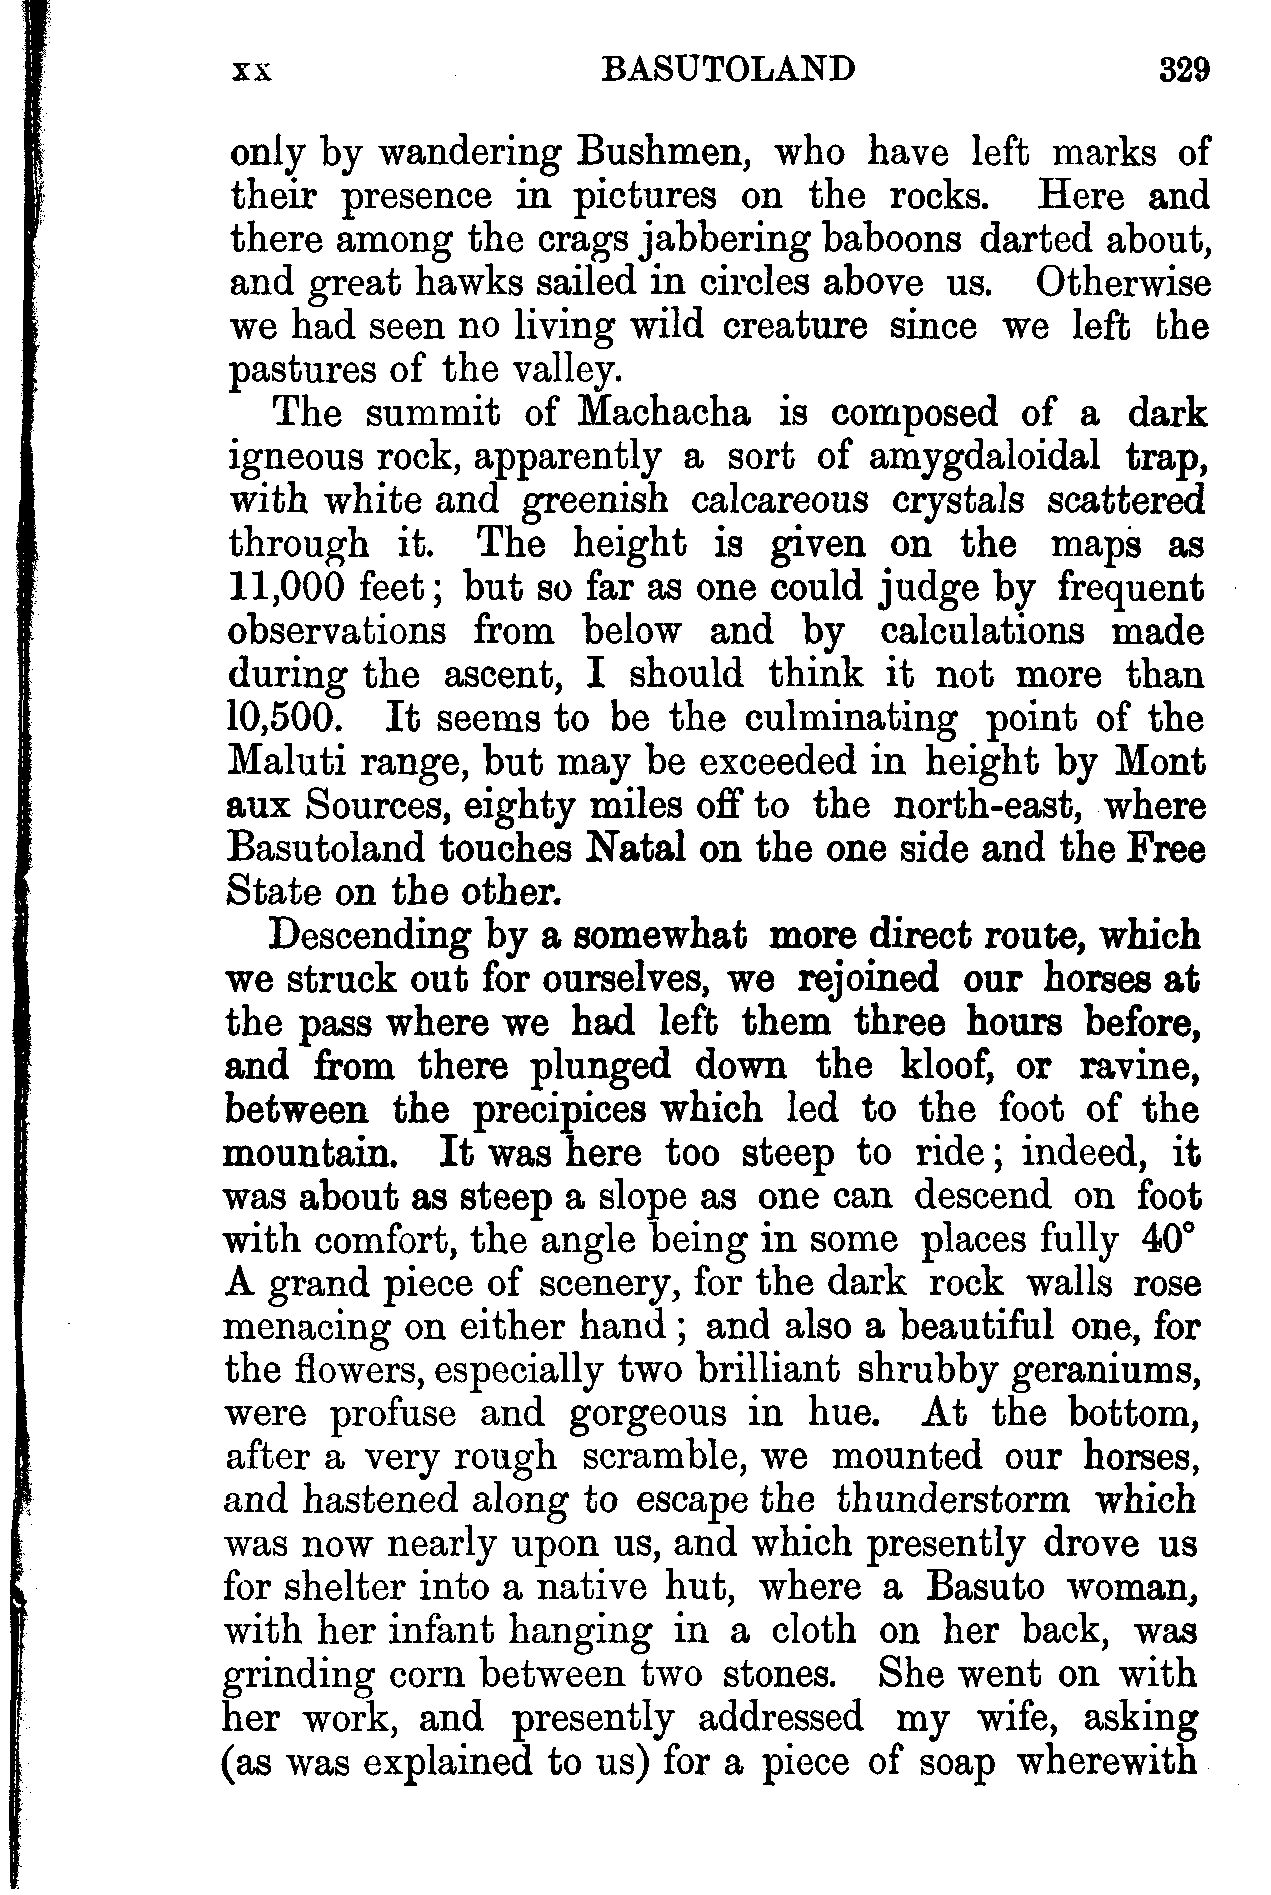 xx BASUTOLAND 329
only by wandering Bushmen, who have left marks of
their presence in pictures on the rocks. Here and
there among the crags jabbering baboons darted about,
and great hawks sailed in circles above us. Otherwise
we had seen no living wild creature since we left the
pastures of the valley.
The summit of Machacha is composed of a dark
igneous rock, apparently a sort of amygdaloidal trap,
with white and greenish calcareous crystals scattered
through it. The height is given on the maps as
11,000 feet; but so far as one could judge by frequent
observations from below and by calculations made
during the ascent, I should think it not more than
10,500. It seems to be the culminating point of the
Maluti range, but may be exceeded in height by Mont
aux Sources, eighty miles off to the north-east, where
Basutoland touches Natal on the one side and the Free
State on the other.
Descending by a somewhat more direct route, which
we struck out for ourselves, we rejoined our horses at
the pass where we had left them three hours before,
and from there plunged down the kloof, or ravine,
between the precipices which led to the foot of the
mountain. It was here too steep to ride; indeed, it
was about as steep a slope as one can descend on foot
with comfort, the angle being in some places fully 40°
A grand piece of scenery, for the dark rock walls rose
menacing on either hand; and also a beautiful one, for
the flowers, especially two brilliant shrubby geraniums,
were profuse and gorgeous in hue. At the bottom,
after a very rough scramble, we mounted our horses,
and hastened along to escape the thunderstorm which
was now nearly upon us, and which presently drove us
for shelter into a native hut, where a Basuto woman,
with her infant hanging in a cloth on her back, was
grinding corn between two stones. She went on with
her work, and presently addressed my wife, asking
(as was explained to us) for a piece of soap wherewith